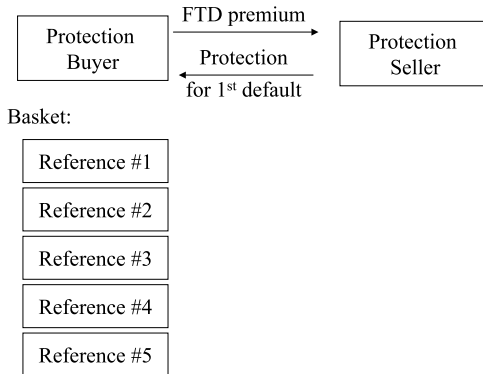 FTD premium
Protection
Buyer
Protection
for 1st default
Protection
Seller
Basket:
Reference #1
Reference #2
Reference #3
Reference #4
Reference #5